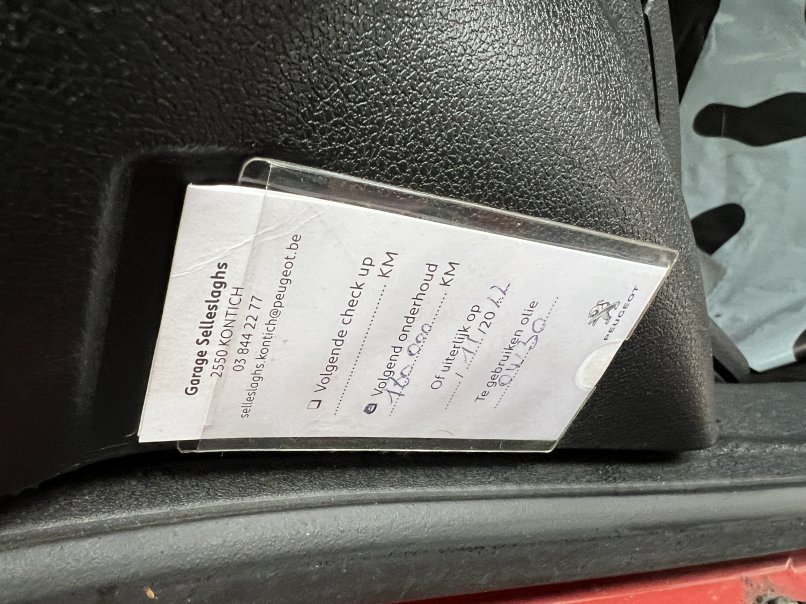 Garage Selleslaghs
2550 KONTICH
03 844 22 77
selleslaghs.kontich@peugeot.be
❑ Volgende check up
.............................. KM
Volgend onderhoud
180 000 KM
Of uiterlijk op
....... / 11 /20 22
Te gebruiken olie
0W30
PEUGEOT